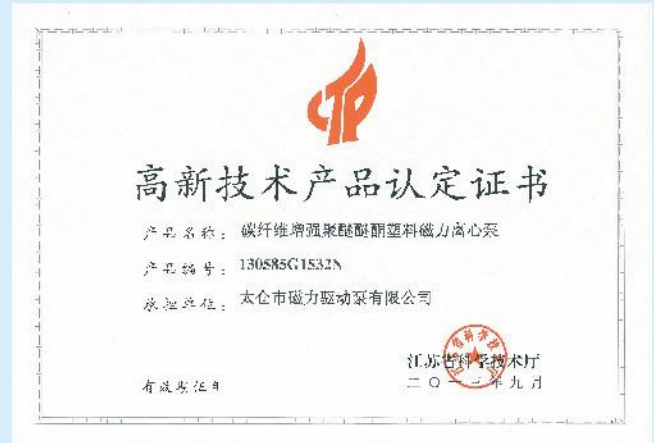 CTP
高新技术产品认定证书
产品名称：碳纤维增强聚醚醚酮塑料磁力离心泵
产品编号：130585G1532N
承担单位：太仓市磁力驱动泵有限公司
江苏省科学技术厅
有效期伍年
二〇一三年九月